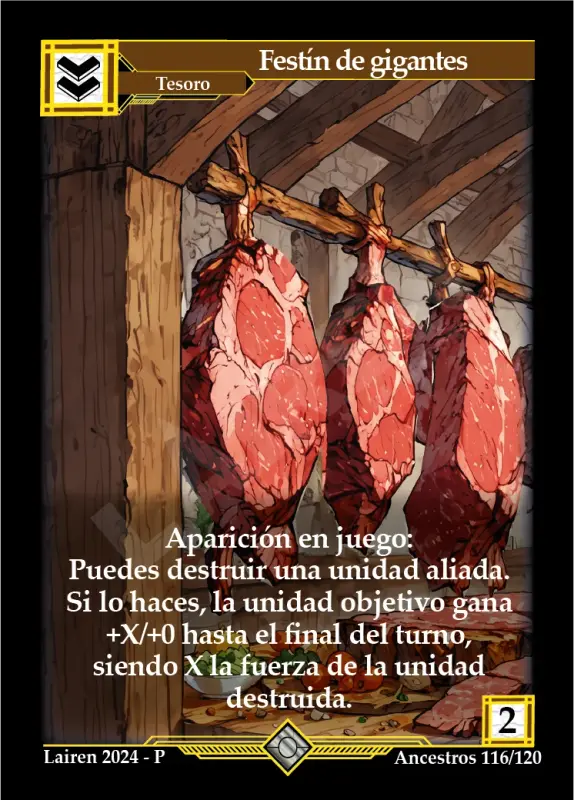 Festín de gigantes
Tesoro
Aparición en juego:
Puedes destruir una unidad aliada.
Si lo haces, la unidad objetivo gana
+X/+0 hasta el final del turno,
siendo X la fuerza de la unidad
destruida.
2
Lairen 2024 - P
Ancestros 116/120